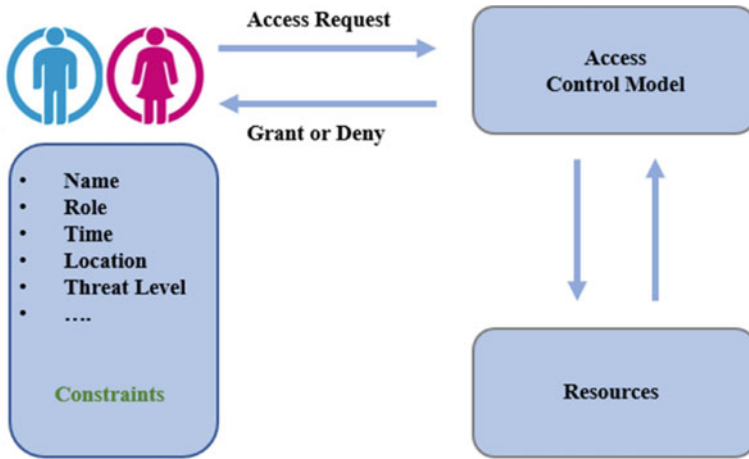 Access Request
Grant or Deny
Access
Control Model
• Name
• Role
• Time
• Location
• Threat Level
• ....
Constraints
Resources